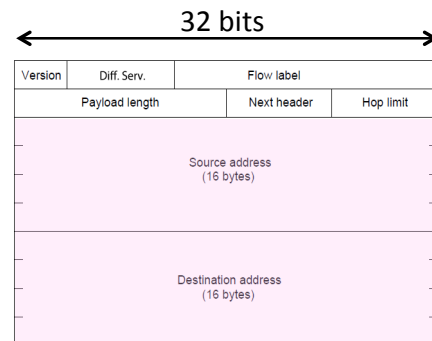 32 bits
Version Diff. Serv. Flow label
Payload length Next header Hop limit
Source address
(16 bytes)
Destination address
(16 bytes)